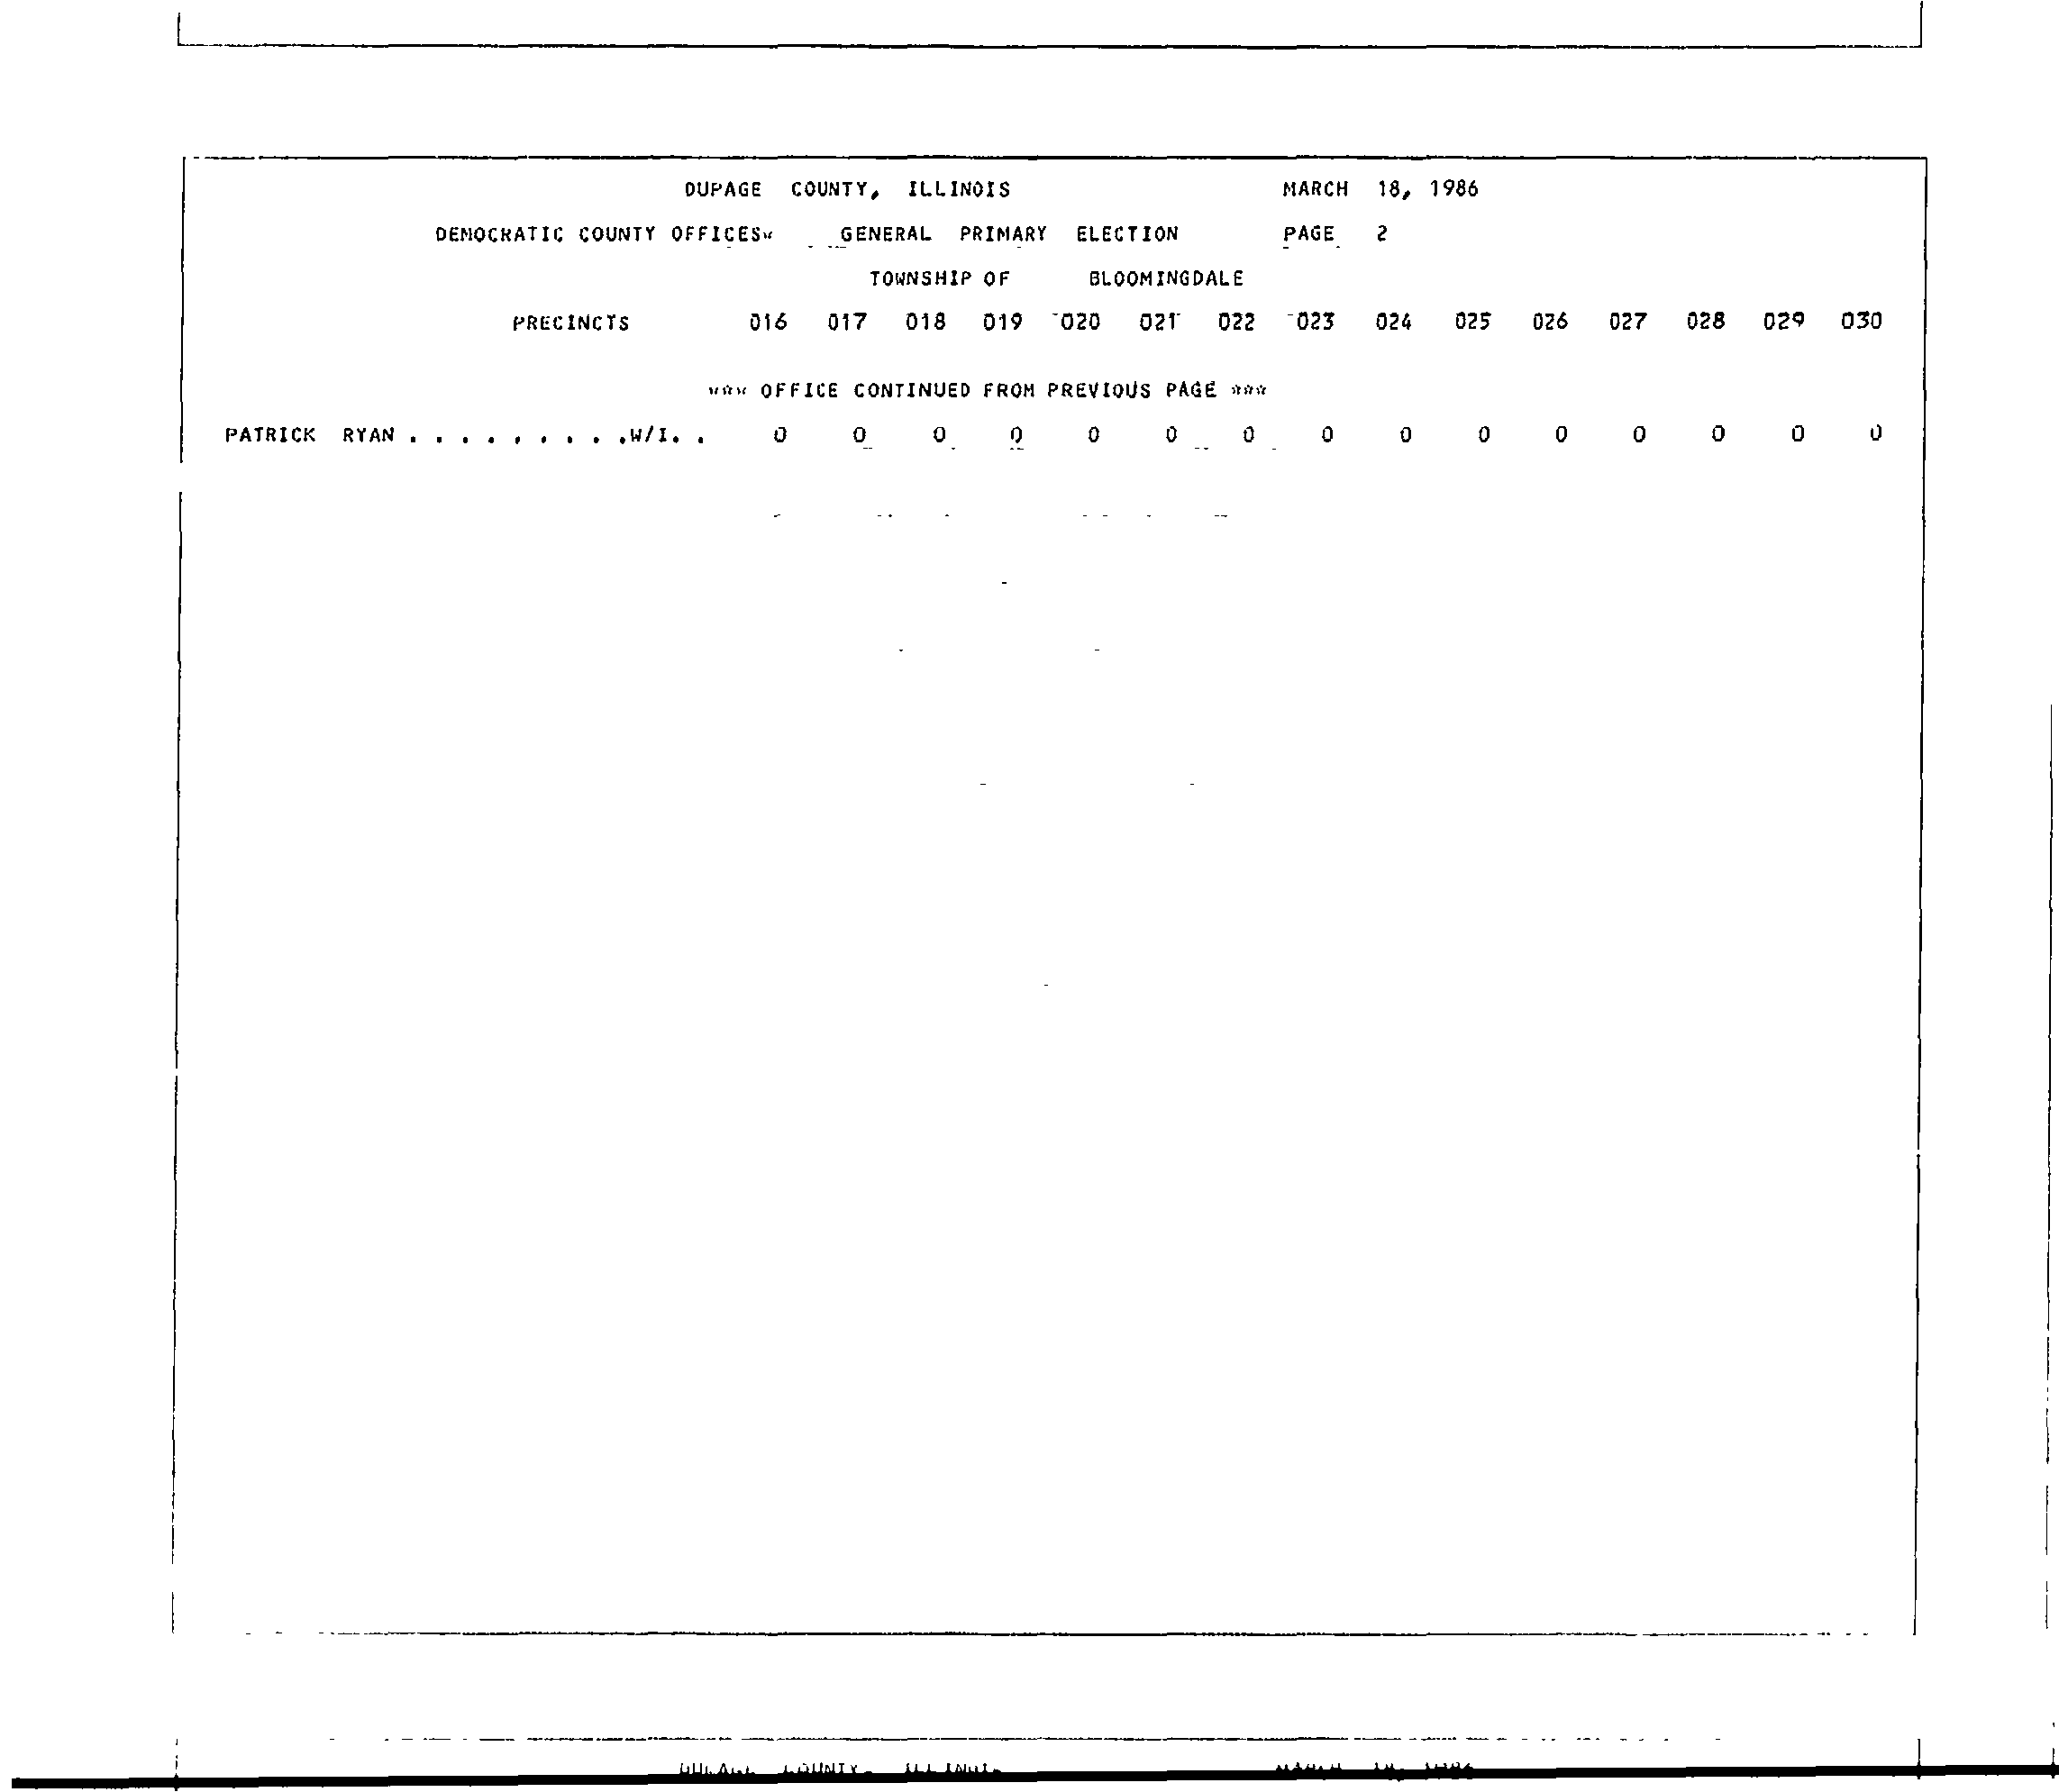 DUPAGE COUNTY, ILLINOIS MARCH 18, 1986
DEMOCRATIC COUNTY OFFICES* GENERAL PRIMARY ELECTION PAGE 2
TOWNSHIP OF BLOOMINGDALE
PRECINCTS 016 017 018 019 020 021 022 023 024 025 026 027 028 029 030
*** OFFICE CONTINUED FROM PREVIOUS PAGE ***
PATRICK RYAN . . . . . . . . .W/I. . 0 0 0 0 0 0 0 0 0 0 0 0 0 0 0